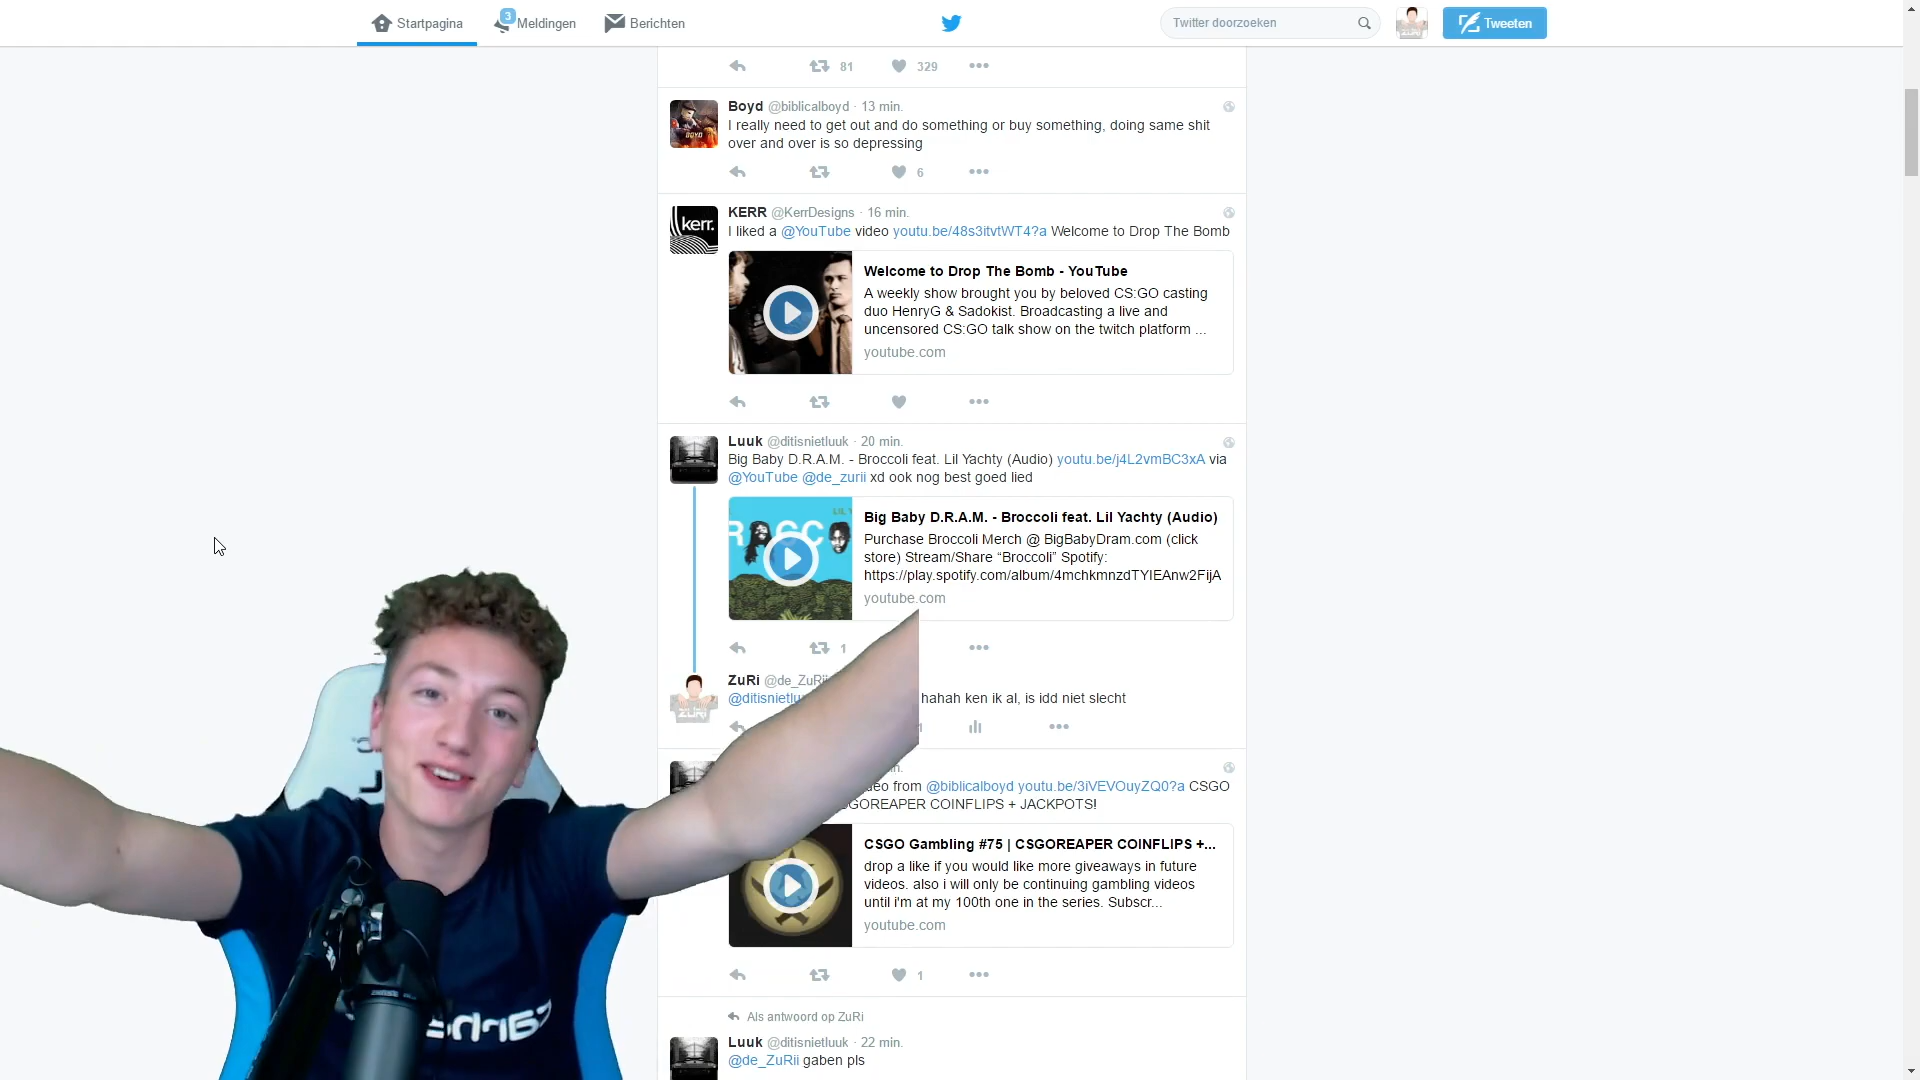 Startpagina
3
Meldingen
Berichten
Twitter doorzoeken
Tweeten
81
329
Boyd @biblicalboyd · 13 min.
I really need to get out and do something or buy something, doing same shit
over and over is so depressing
6
kerr.
KERR @KerrDesigns · 16 min.
I liked a @YouTube video youtu.be/48s3itvtWT4?a Welcome to Drop The Bomb
Welcome to Drop The Bomb - YouTube
A weekly show brought you by beloved CS:GO casting
duo HenryG & Sadokist. Broadcasting a live and
uncensored CS:GO talk show on the twitch platform ...
youtube.com
Luuk @ditisnietluuk · 20 min.
Big Baby D.R.A.M. - Broccoli feat. Lil Yachty (Audio) youtu.be/j4L2vmBC3xA via
@YouTube @de_zurii xd ook nog best goed lied
Big Baby D.R.A.M. - Broccoli feat. Lil Yachty (Audio)
Purchase Broccoli Merch @ BigBabyDram.com (click
store) Stream/Share “Broccoli” Spotify:
https://play.spotify.com/album/4mchkmnzdTYIEAnw2FijA
youtube.com
1
ZuRi @de_ZuRii
@ditisnietlu hahah ken ik al, is idd niet slecht
from @biblicalboyd youtu.be/3iVEVOuyZQ0?a CSGO
COINFLIPS + JACKPOTS!
CSGO Gambling #75 | CSGOREAPER COINFLIPS +...
drop a like if you would like more giveaways in future
videos. also i will only be continuing gambling videos
until i'm at my 100th one in the series. Subscr...
youtube.com
1
Als antwoord op ZuRi
Luuk @ditisnietluuk · 22 min.
@de_ZuRii gaben pls